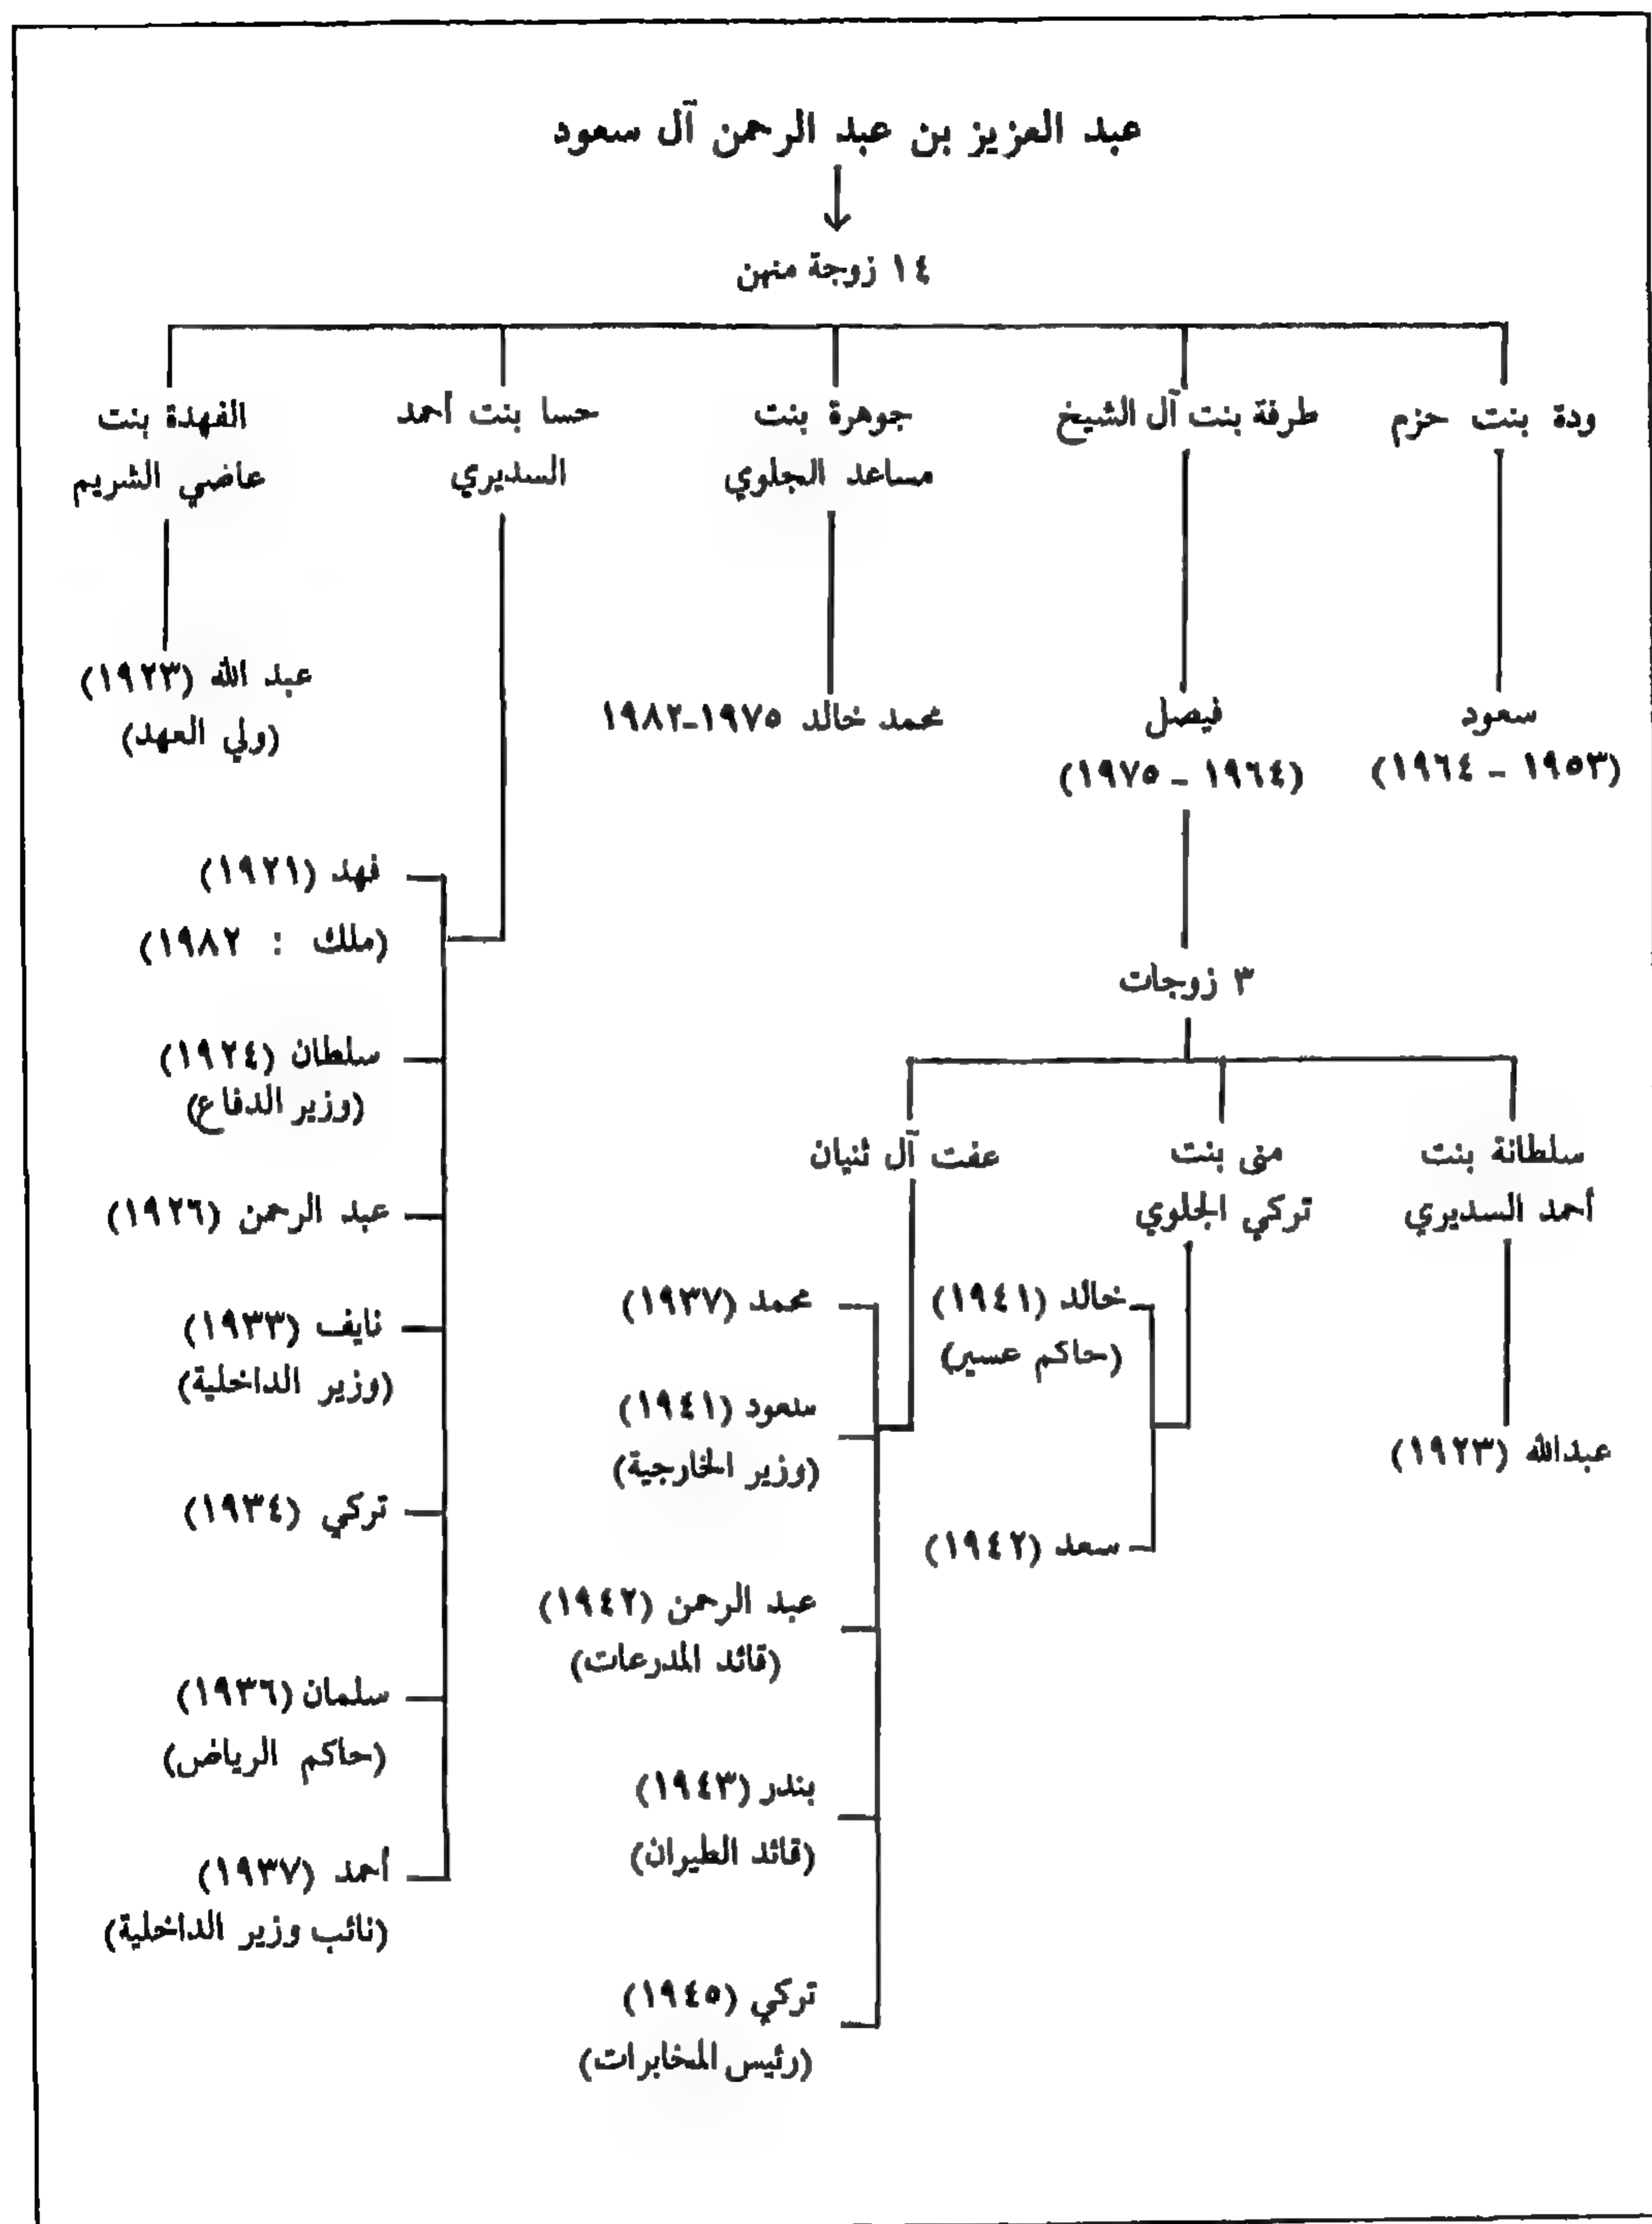 عبد العزيز بن عبد الرحمن آل سعود
١٤ زوجة منهن
ودة بنت حزم
سعود
(١٩٥٣ - ١٩٦٤)
طرفة بنت آل الشيخ
فيصل
(١٩٦٤ - ١٩٧٥)
٣ زوجات
سلطانة بنت
أحمد السديري
عبدالله (١٩٢٣)
منى بنت
تركي الجلوي
خالد (١٩٤١)
(حاكم عسير)
سعد (١٩٤٢)
عفت آل ثنيان
محمد (١٩٣٧)
سعود (١٩٤١)
(وزير الخارجية)
عبد الرحمن (١٩٤٢)
(قائد المدرعات)
بندر (١٩٤٣)
(قائد الطيران)
تركي (١٩٤٥)
(رئيس المخابرات)
جوهرة بنت
مساعد الجلوي
محمد خالد ١٩٧٥-١٩٨٢
حسا بنت أحمد
السديري
فهد (١٩٢١)
(ملك : ١٩٨٢)
سلطان (١٩٢٤)
(وزير الدفاع)
عبد الرحمن (١٩٢٦)
نايف (١٩٣٣)
(وزير الداخلية)
تركي (١٩٣٤)
سلمان (١٩٣٦)
(حاكم الرياض)
أحمد (١٩٣٧)
(نائب وزير الداخلية)
الفهدة بنت
عاضي الشريم
عبد الله (١٩٢٣)
(ولي العهد)